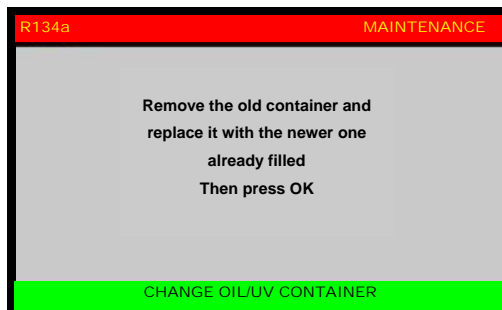 R134a MAINTENANCE
Remove the old container and
replace it with the newer one
already filled
Then press OK
CHANGE OIL/UV CONTAINER